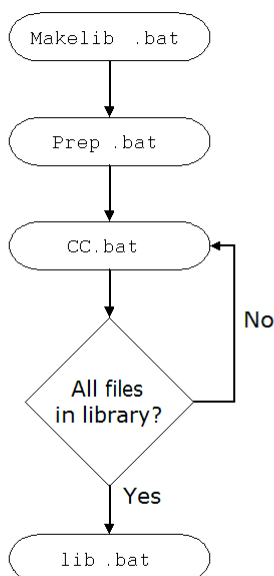 Makelib .bat
Prep .bat
CC.bat
No
All files
in library?
Yes
lib .bat